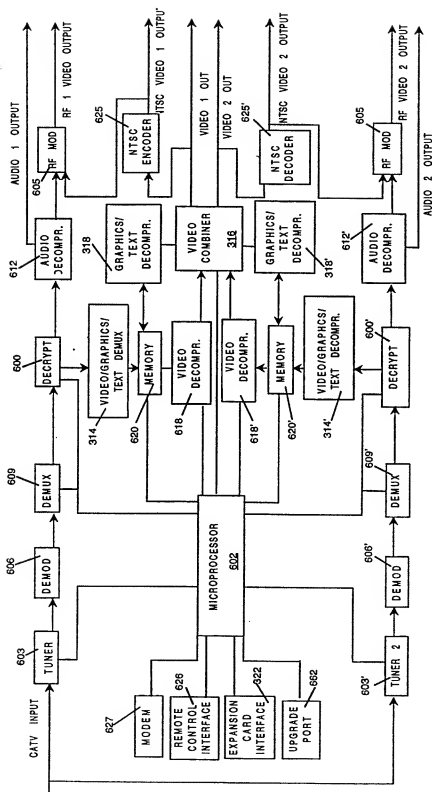 CATV INPUT
603
TUNER
606
DEMOD
609
DEMUX
600
DECRYPT
612
AUDIO
DECOMPR.
605
RF MOD
AUDIO 1 OUTPUT
RF 1 VIDEO OUTPUT
314
VIDEO/GRAPHICS/
TEXT DEMUX
620
MEMORY
318
GRAPHICS/
TEXT
DECOMPR.
625
NTSC
ENCODER
NTSC VIDEO 1 OUTPUT
618
VIDEO
DECOMPR.
VIDEO
COMBINER
316
VIDEO 1 OUT
VIDEO 2 OUT
627
MODEM
626
REMOTE
CONTROL
INTERFACE
322
EXPANSION
CARD
INTERFACE
662
UPGRADE
PORT
MICROPROCESSOR
602
618'
VIDEO
DECOMPR.
620'
MEMORY
318'
GRAPHICS/
TEXT
DECOMPR.
625'
NTSC
DECODER
NTSC VIDEO 2 OUTPUT
314'
VIDEO/GRAPHICS/
TEXT DECOMPR.
603'
TUNER 2
606'
DEMOD
609'
DEMUX
600'
DECRYPT
612'
AUDIO
DECOMPR.
605
RF MOD
RF 2 VIDEO OUTPUT
AUDIO 2 OUTPUT